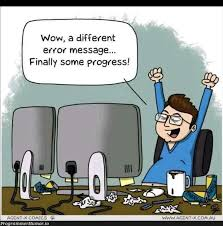 Wow, a different
error message...
Finally some progress!
AGENT-X COMICS
WWW.AGENT-X.COM.AU
ProgrammerHumor.io